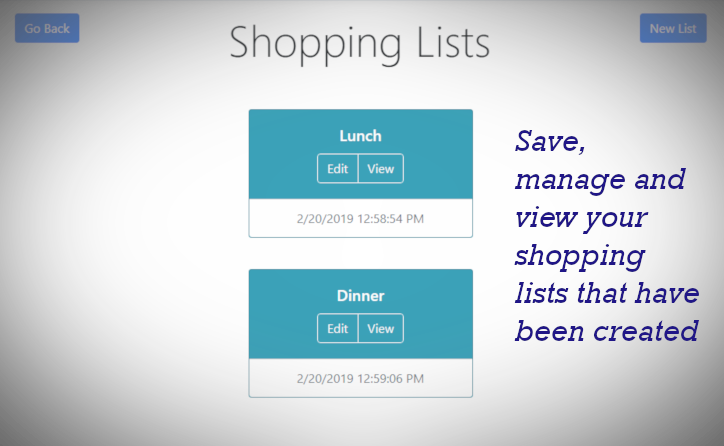 Go Back
Shopping Lists
New List
Lunch
Edit View
2/20/2019 12:58:54 PM
Dinner
Edit View
2/20/2019 12:59:06 PM
Save,
manage and
view your
shopping
lists that have
been created